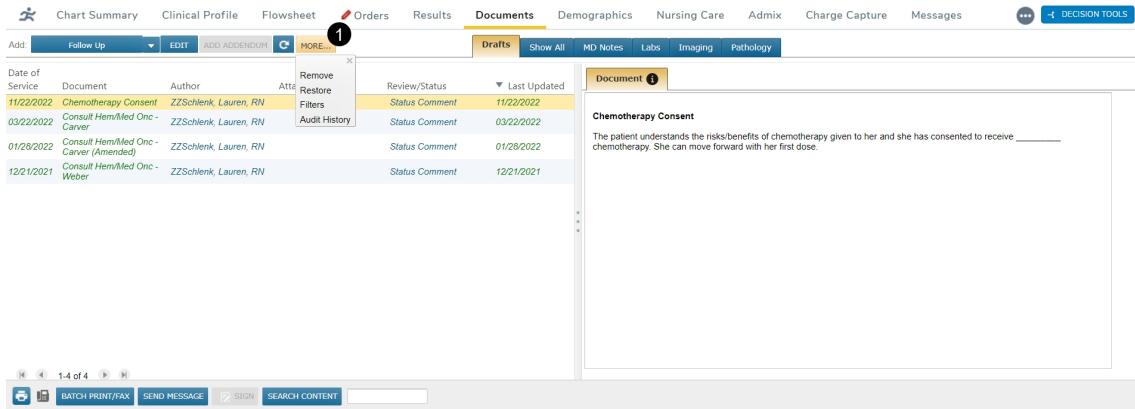 Chart Summary Clinical Profile Flowsheet Orders Results Documents Demographics Nursing Care Admix Charge Capture Messages DECISION TOOLS
1
Add: Follow Up EDIT ADD ADDENDUM MORE... Drafts Show All MD Notes Labs Imaging Pathology
Remove
Restore
Filters
Audit History
Date of
Service Document Author Atta Review/Status Last Updated
11/22/2022 Chemotherapy Consent ZZSchlenk, Lauren, RN Status Comment 11/22/2022
03/22/2022 Consult Hem/Med Onc -
Carver ZZSchlenk, Lauren, RN Status Comment 03/22/2022
01/28/2022 Consult Hem/Med Onc -
Carver (Amended) ZZSchlenk, Lauren, RN Status Comment 01/28/2022
12/21/2021 Consult Hem/Med Onc -
Weber ZZSchlenk, Lauren, RN Status Comment 12/21/2021
Document
Chemotherapy Consent
The patient understands the risks/benefits of chemotherapy given to her and she has consented to receive _________
chemotherapy. She can move forward with her first dose.
1-4 of 4
BATCH PRINT/FAX SEND MESSAGE SIGN SEARCH CONTENT